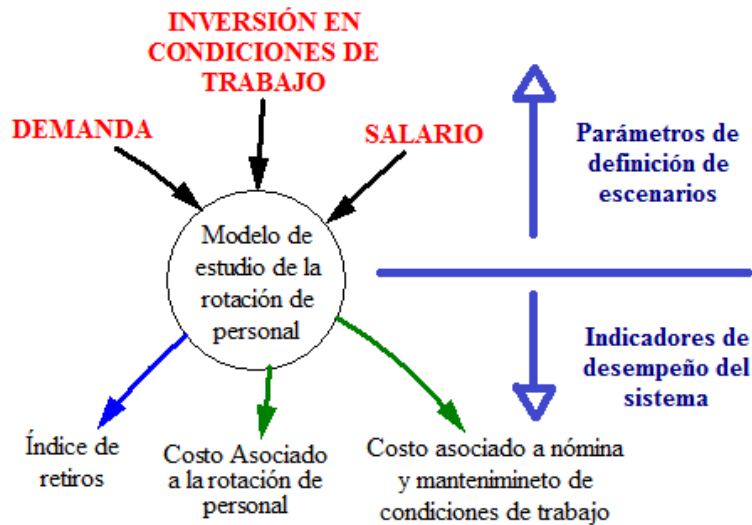 INVERSIÓN EN
CONDICIONES DE
TRABAJO
DEMANDA
SALARIO
Parámetros de
definición de
escenarios
Modelo de
estudio de la
rotación de
personal
Indicadores de
desempeño del
sistema
Índice de
retiros
Costo Asociado
a la rotación de
personal
Costo asociado a nómina
y mantenimineto de
condiciones de trabajo